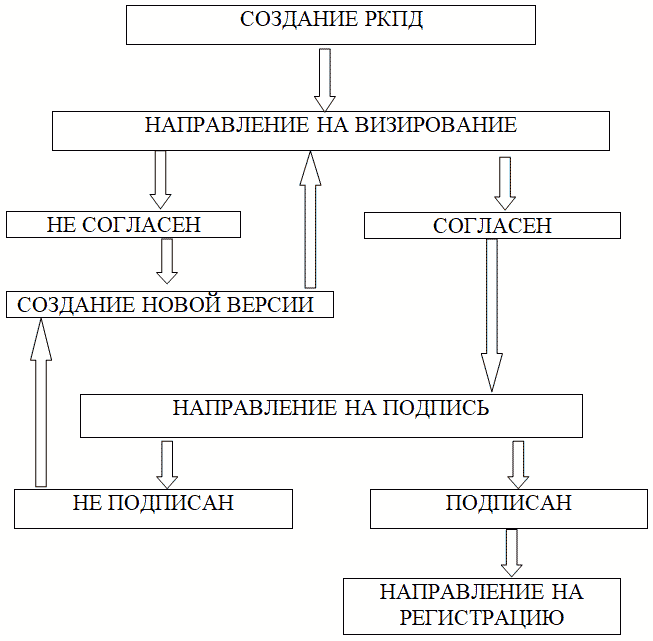 СОЗДАНИЕ РКПД
НАПРАВЛЕНИЕ НА ВИЗИРОВАНИЕ
НЕ СОГЛАСЕН
СОГЛАСЕН
СОЗДАНИЕ НОВОЙ ВЕРСИИ
НАПРАВЛЕНИЕ НА ПОДПИСЬ
НЕ ПОДПИСАН
ПОДПИСАН
НАПРАВЛЕНИЕ НА
РЕГИСТРАЦИЮ